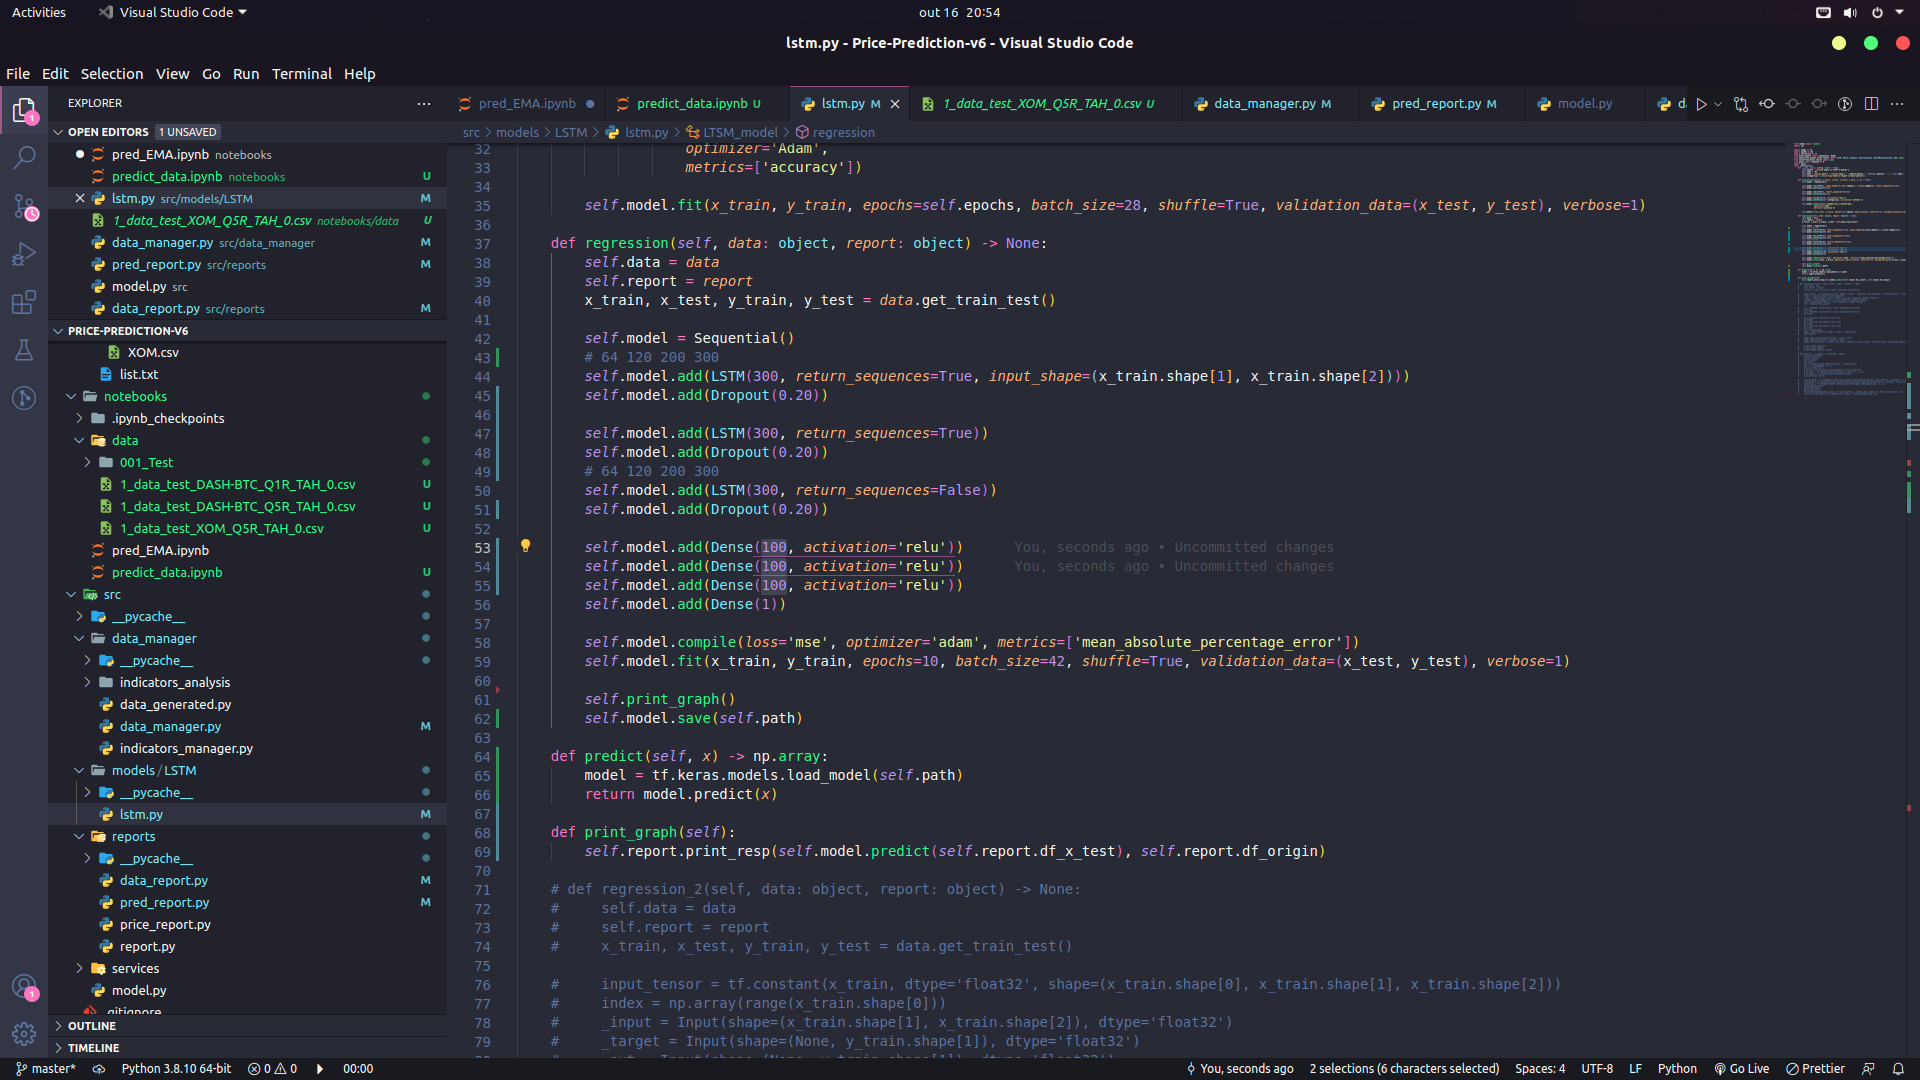 Activities
Visual Studio Code
out 16 20:54
lstm.py - Price-Prediction-v6 - Visual Studio Code
File Edit Selection View Go Run Terminal Help
EXPLORER
OPEN EDITORS 1 UNSAVED
pred_EMA.ipynb notebooks
predict_data.ipynb notebooks U
lstm.py src/models/LSTM M
1_data_test_XOM_Q5R_TAH_0.csv notebooks/data U
data_manager.py src/data_manager M
pred_report.py src/reports M
model.py src
data_report.py src/reports M
PRICE-PREDICTION-V6
XOM.csv
list.txt
notebooks
.ipynb_checkpoints
data
001_Test
1_data_test_DASH-BTC_Q1R_TAH_0.csv U
1_data_test_DASH-BTC_Q5R_TAH_0.csv U
1_data_test_XOM_Q5R_TAH_0.csv U
pred_EMA.ipynb
predict_data.ipynb U
src
__pycache__
data_manager
__pycache__
indicators_analysis
data_generated.py
data_manager.py M
indicators_manager.py
models/LSTM
__pycache__
lstm.py M
reports
__pycache__
data_report.py M
pred_report.py M
price_report.py
report.py
services
model.py
.gitignore
OUTLINE
TIMELINE
pred_EMA.ipynb
predict_data.ipynb U
lstm.py M
1_data_test_XOM_Q5R_TAH_0.csv U
data_manager.py M
pred_report.py M
model.py
src > models > LSTM > lstm.py > LTSM_model > regression
32 optimizer='Adam',
33 metrics=['accuracy'])
34
35 self.model.fit(x_train, y_train, epochs=self.epochs, batch_size=28, shuffle=True, validation_data=(x_test, y_test), verbose=1)
36
37 def regression(self, data: object, report: object) -> None:
38 self.data = data
39 self.report = report
40 x_train, x_test, y_train, y_test = data.get_train_test()
41
42 self.model = Sequential()
43 # 64 120 200 300
44 self.model.add(LSTM(300, return_sequences=True, input_shape=(x_train.shape[1], x_train.shape[2])))
45 self.model.add(Dropout(0.20))
46
47 self.model.add(LSTM(300, return_sequences=True))
48 self.model.add(Dropout(0.20))
49 # 64 120 200 300
50 self.model.add(LSTM(300, return_sequences=False))
51 self.model.add(Dropout(0.20))
52
53 self.model.add(Dense(100, activation='relu')) You, seconds ago • Uncommitted changes
54 self.model.add(Dense(100, activation='relu')) You, seconds ago • Uncommitted changes
55 self.model.add(Dense(100, activation='relu'))
56 self.model.add(Dense(1))
57
58 self.model.compile(loss='mse', optimizer='adam', metrics=['mean_absolute_percentage_error'])
59 self.model.fit(x_train, y_train, epochs=10, batch_size=42, shuffle=True, validation_data=(x_test, y_test), verbose=1)
60
61 self.print_graph()
62 self.model.save(self.path)
63
64 def predict(self, x) -> np.array:
65 model = tf.keras.models.load_model(self.path)
66 return model.predict(x)
67
68 def print_graph(self):
69 self.report.print_resp(self.model.predict(self.report.df_x_test), self.report.df_origin)
70
71 # def regression_2(self, data: object, report: object) -> None:
72 # self.data = data
73 # self.report = report
74 # x_train, x_test, y_train, y_test = data.get_train_test()
75
76 # input_tensor = tf.constant(x_train, dtype='float32', shape=(x_train.shape[0], x_train.shape[1], x_train.shape[2]))
77 # index = np.array(range(x_train.shape[0]))
78 # _input = Input(shape=(x_train.shape[1], x_train.shape[2]), dtype='float32')
79 # _target = Input(shape=(None, y_train.shape[1]), dtype='float32')
master* Python 3.8.10 64-bit 0 0 00:00 You, seconds ago 2 selections (6 characters selected) Spaces: 4 UTF-8 LF Python Go Live Prettier